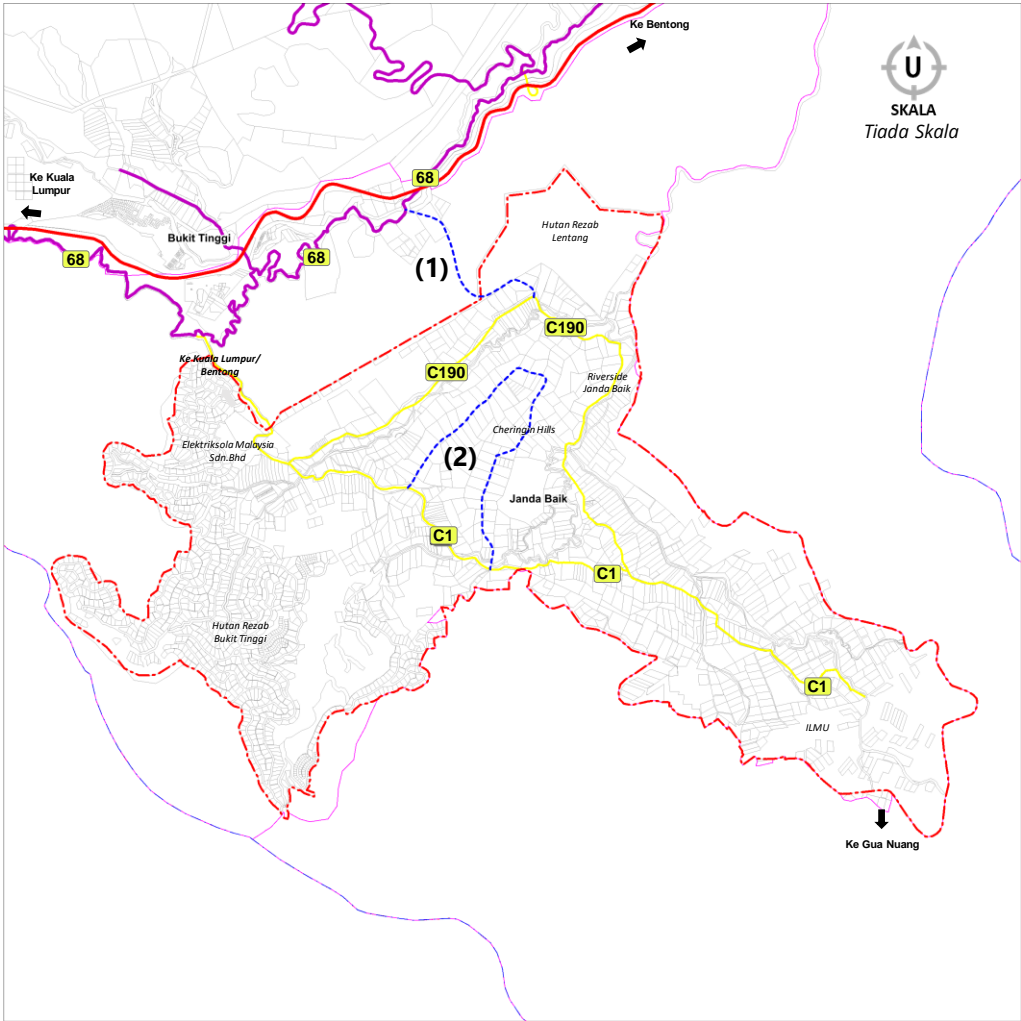 Ke Bentong
U
SKALA
Tiada Skala
Ke Kuala
Lumpur
68
Hutan Rezab
Lentang
Bukit Tinggi
68
68
(1)
C190
Ke Kuala Lumpur/
Bentong
C190
Riverside
Janda Baik
Cheringin Hills
Elektriksola Malaysia
Sdn.Bhd
(2)
Janda Baik
C1
C1
Hutan Rezab
Bukit Tinggi
C1
ILMU
Ke Gua Nuang